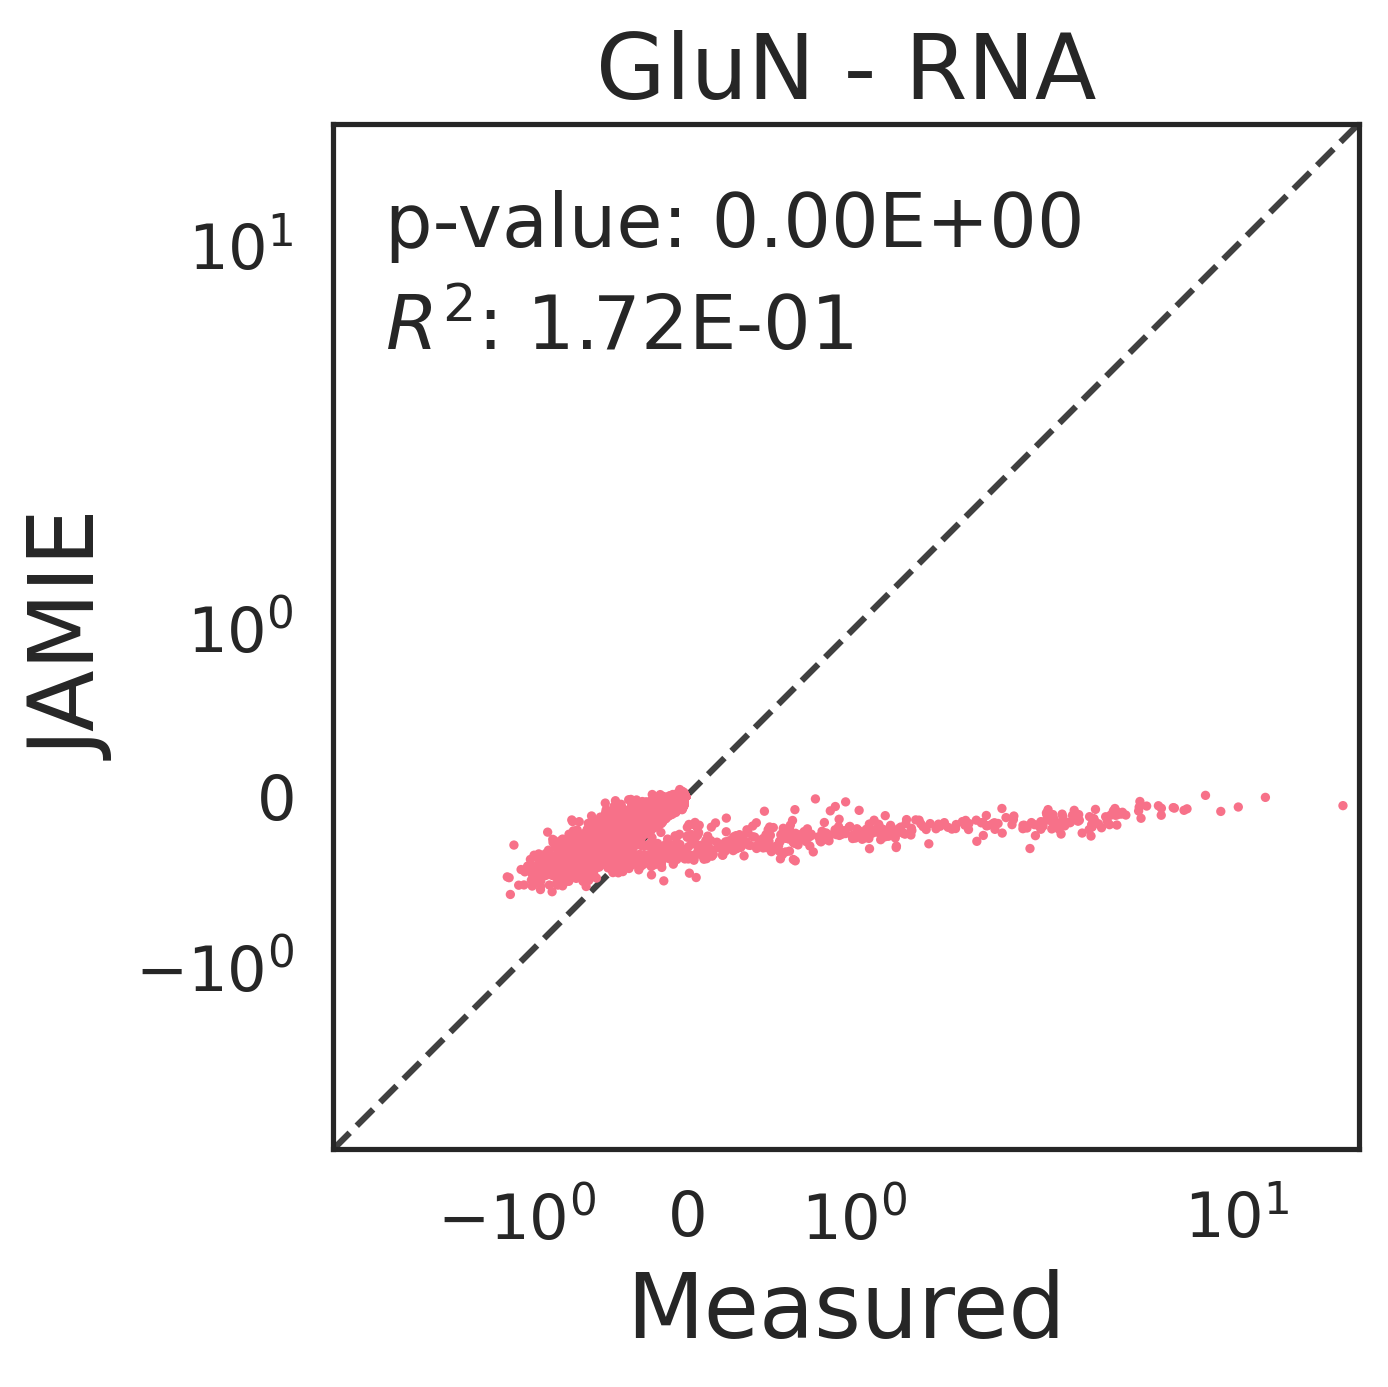 GluN - RNA
p-value: 0.00E+00
R²: 1.72E-01
JAMIE
10¹
10⁰
0
−10⁰
−10⁰ 0 10⁰ 10¹
Measured